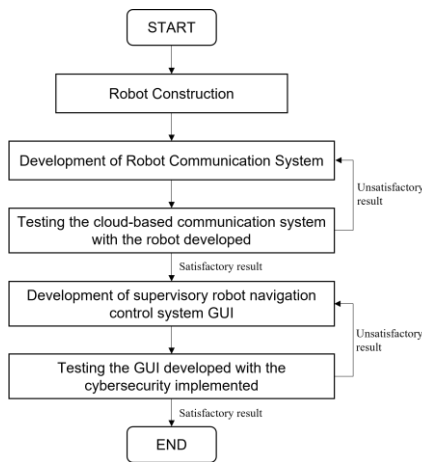 START
Robot Construction
Development of Robot Communication System
Unsatisfactory
result
Testing the cloud-based communication system
with the robot developed
Satisfactory result
Development of supervisory robot navigation
control system GUI
Unsatisfactory
result
Testing the GUI developed with the
cybersecurity implemented
Satisfactory result
END